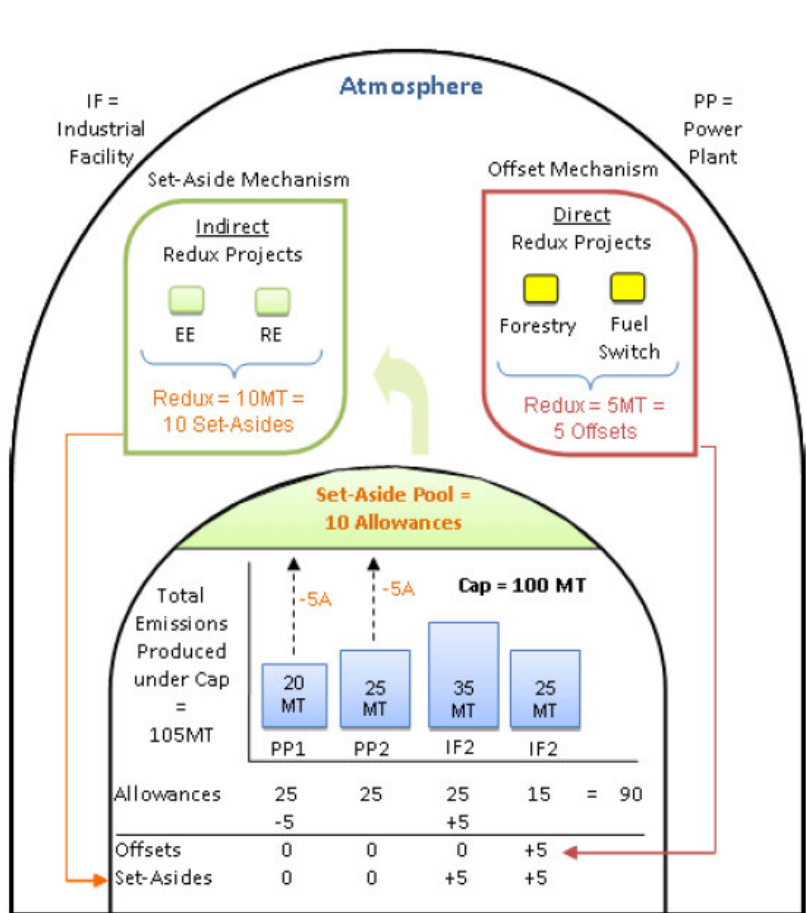 Atmosphere
IF =
Industrial
Facility
PP =
Power
Plant
Set-Aside Mechanism
Indirect
Redux Projects
EE RE
Redux = 10MT =
10 Set-Asides
Offset Mechanism
Direct
Redux Projects
Forestry Fuel
Switch
Redux = 5MT =
5 Offsets
Set-Aside Pool =
10 Allowances
Total
Emissions
Produced
under Cap
=
105MT
-5A -5A Cap = 100 MT
20
MT
25
MT
35
MT
25
MT
PP1 PP2 IF2 IF2
Allowances 25 25 25 15 = 90
-5 +5
Offsets 0 0 0 +5
Set-Asides 0 0 +5 +5